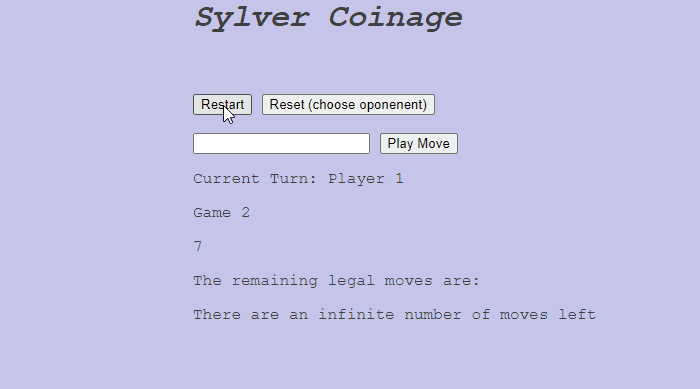 Sylver Coinage
Restart Reset (choose oponenent)
Play Move
Current Turn: Player 1
Game 2
7
The remaining legal moves are:
There are an infinite number of moves left